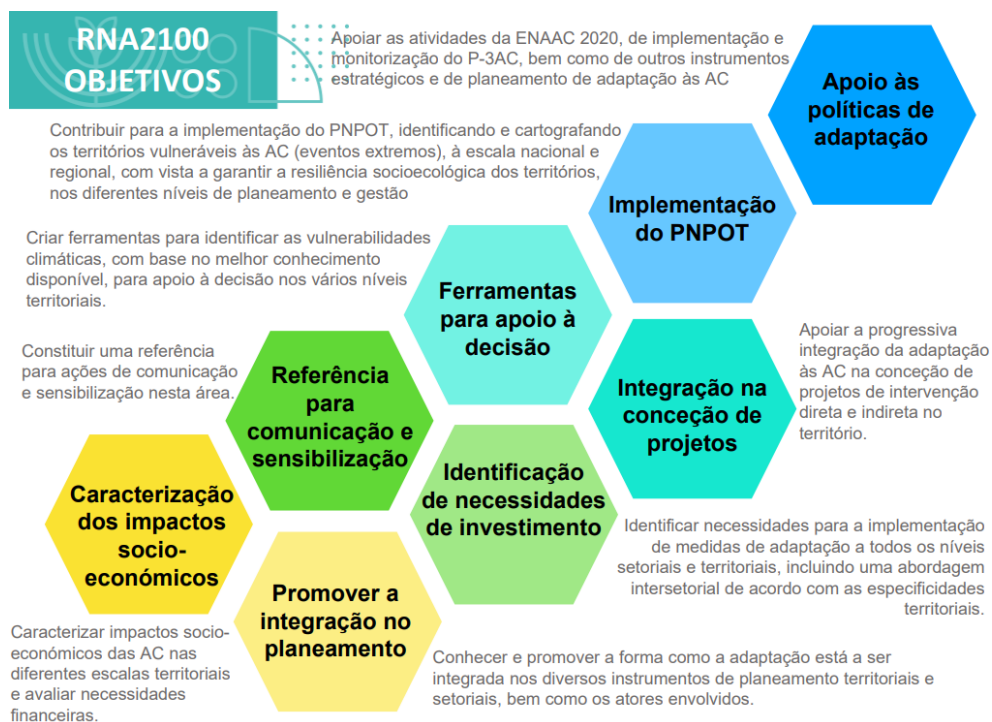 RNA2100
OBJETIVOS
Apoiar as atividades da ENAAC 2020, de implementação e
monitorização do P-3AC, bem como de outros instrumentos
estratégicos e de planeamento de adaptação às AC
Apoio às
políticas de
adaptação
Contribuir para a implementação do PNPOT, identificando e cartografando
os territórios vulneráveis às AC (eventos extremos), à escala nacional e
regional, com vista a garantir a resiliência socioecológica dos territórios,
nos diferentes níveis de planeamento e gestão
Implementação
do PNPOT
Criar ferramentas para identificar as vulnerabilidades
climáticas, com base no melhor conhecimento
disponível, para apoio à decisão nos vários níveis
territoriais.
Ferramentas
para apoio à
decisão
Constituir uma referência
para ações de comunicação
e sensibilização nesta área.
Referência
para
comunicação e
sensibilização
Integração na
conceção de
projetos
Apoiar a progressiva
integração da adaptação
às AC na conceção de
projetos de intervenção
direta e indireta no
território.
Caracterização
dos impactos
socio-
económicos
Identificação
de necessidades
de investimento
Identificar necessidades para a implementação
de medidas de adaptação a todos os níveis
setoriais e territoriais, incluindo uma abordagem
intersetorial de acordo com as especificidades
territoriais.
Promover a
integração no
planeamento
Caracterizar impactos socio-
económicos das AC nas
diferentes escalas territoriais
e avaliar necessidades
financeiras.
Conhecer e promover a forma como a adaptação está a ser
integrada nos diversos instrumentos de planeamento territoriais e
setoriais, bem como os atores envolvidos.